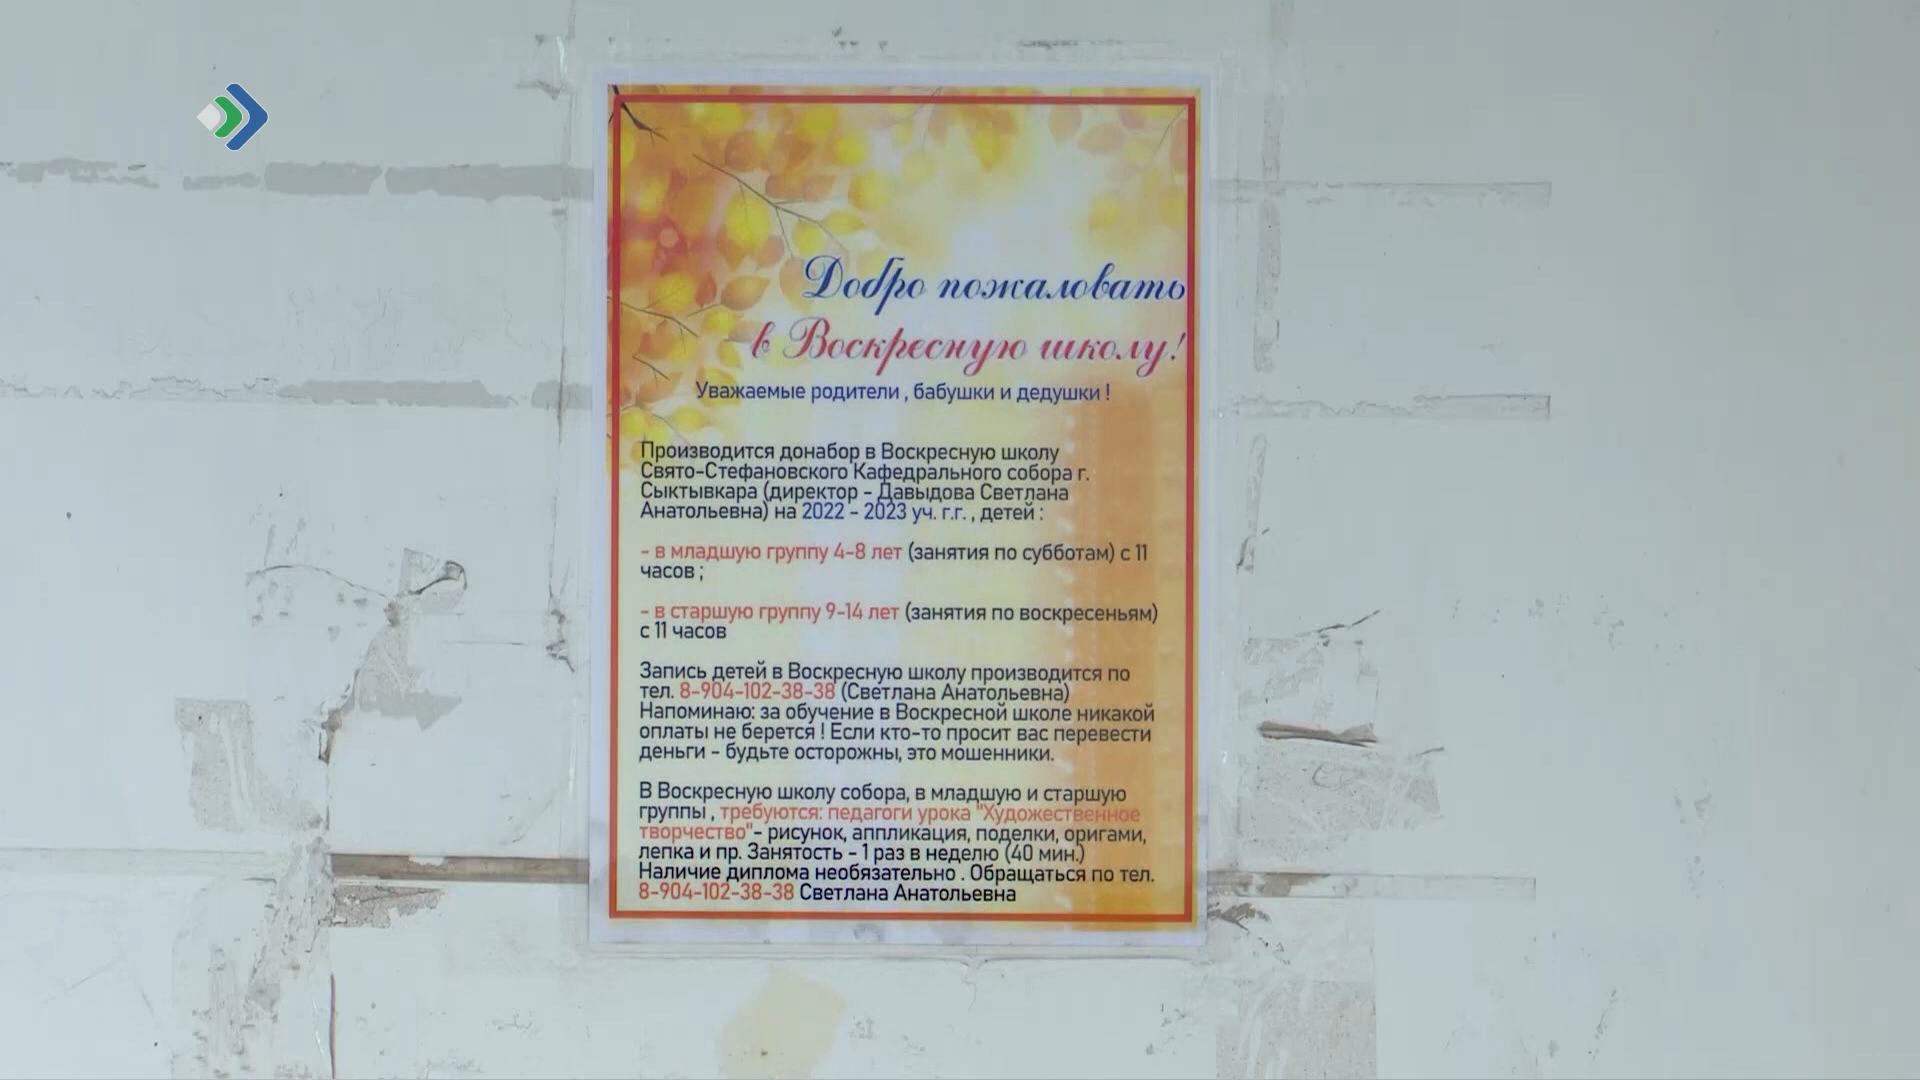 Добро пожаловать
в Воскресную школу!
Уважаемые родители , бабушки и дедушки !
Производится донабор в Воскресную школу
Свято-Стефановского Кафедрального собора г.
Сыктывкара (директор - Давыдова Светлана
Анатольевна) на 2022 - 2023 уч. г.г. , детей :
- в младшую группу 4-8 лет (занятия по субботам) с 11
часов ;
- в старшую группу 9-14 лет (занятия по воскресеньям)
с 11 часов
Запись детей в Воскресную школу производится по
тел. 8-904-102-38-38 (Светлана Анатольевна)
Напоминаю: за обучение в Воскресной школе никакой
оплаты не берется ! Если кто-то просит вас перевести
деньги - будьте осторожны, это мошенники.
В Воскресную школу собора, в младшую и старшую
группы , требуются: педагоги урока "Художественное
творчество"- рисунок, аппликация, поделки, оригами,
лепка и пр. Занятость - 1 раз в неделю (40 мин.)
Наличие диплома необязательно . Обращаться по тел.
8-904-102-38-38 Светлана Анатольевна